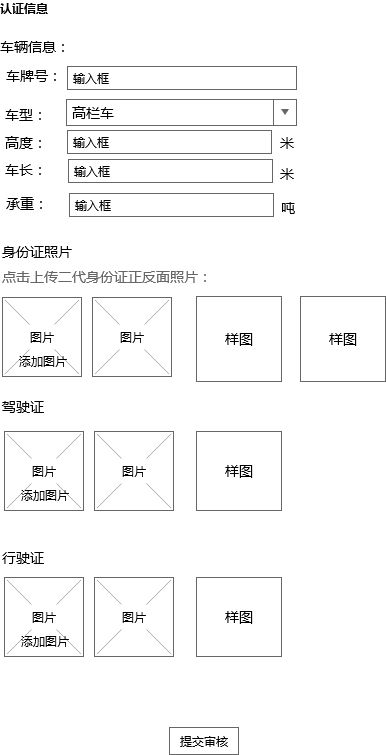 认证信息
车辆信息：
车牌号： 输入框
车型： 高栏车
高度： 输入框 米
车长： 输入框 米
承重： 输入框 吨
身份证照片
点击上传二代身份证正反面照片：
图片 图片 样图 样图
添加图片
驾驶证
图片 图片 样图
添加图片
行驶证
图片 图片 样图
添加图片
提交审核